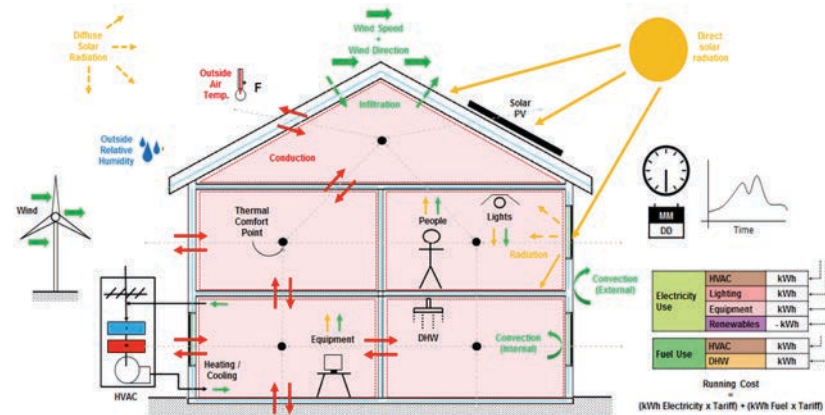 Diffuse
Solar
Radiation
Wind Speed
+
Wind Direction
Direct
solar
radiation
Outside
Air
Temp.
F
Infiltration
Solar
PV
Outside
Relative
Humidity
Conduction
Wind
Thermal
Comfort
Point
People
Lights
Radiation
MM
DD
Time
Convection
(External)
Electricity
Use
HVAC
kWh
Lighting
kWh
Equipment
kWh
Renewables
- kWh
Fuel Use
HVAC
kWh
DHW
kWh
Running Cost
=
(kWh Electricity x Tariff) + (kWh Fuel x Tariff)
Equipment
DHW
Convection
(Internal)
Heating /
Cooling
HVAC